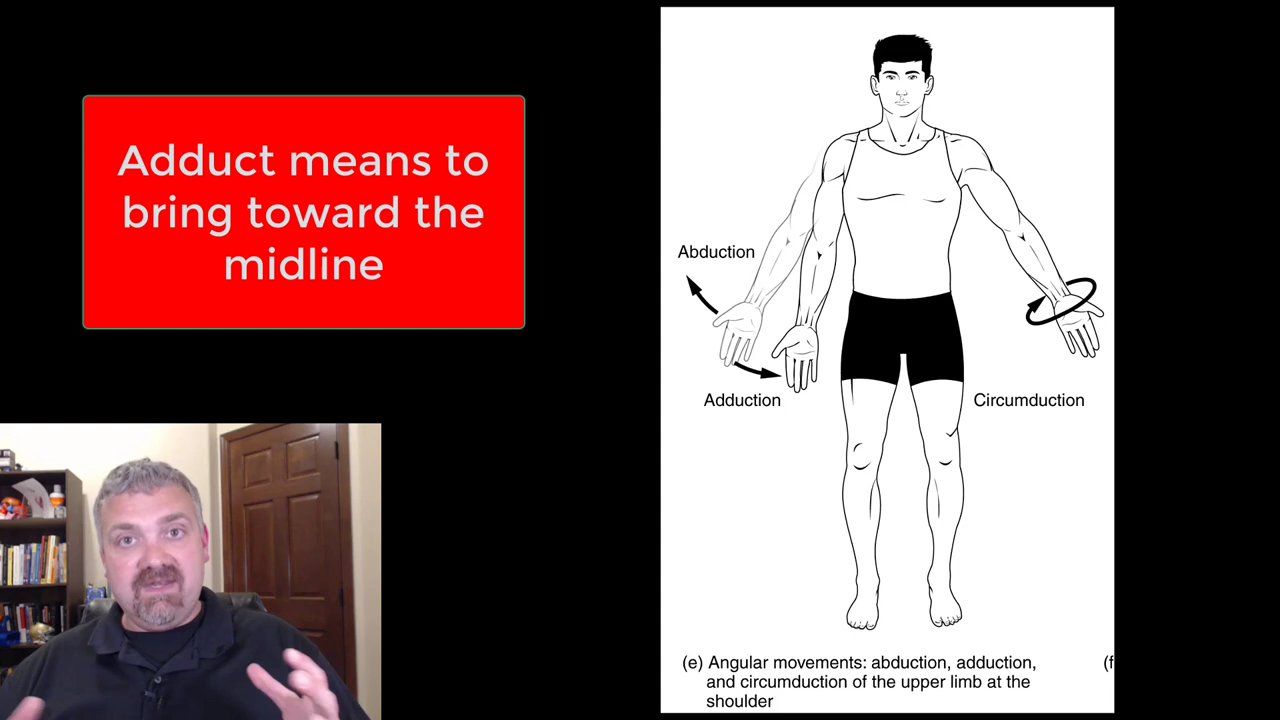 Adduct means to
bring toward the
midline
Abduction
Adduction
Circumduction
(e) Angular movements: abduction, adduction,
and circumduction of the upper limb at the
shoulder
(f